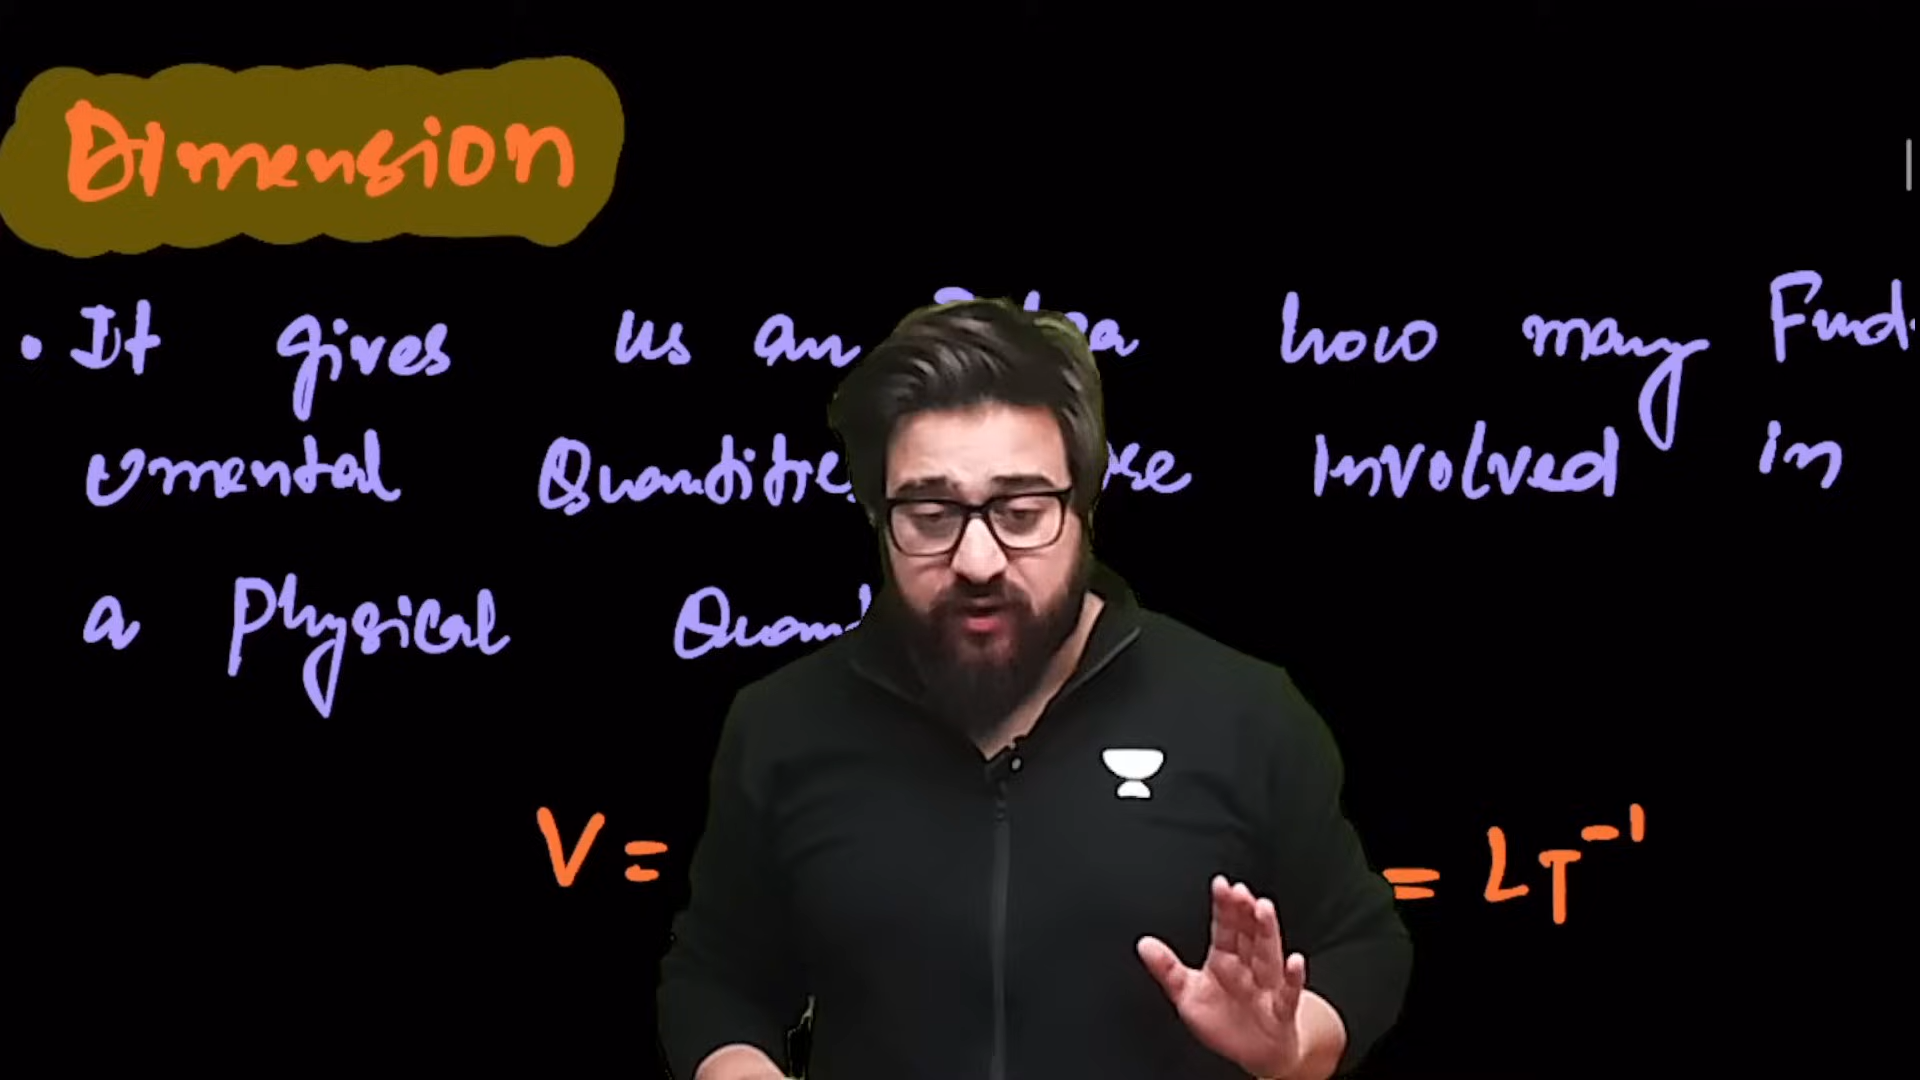 Dimension
• It gives us an how many Fund
amental Quantities Involved in
a Physical
V = = LT⁻¹